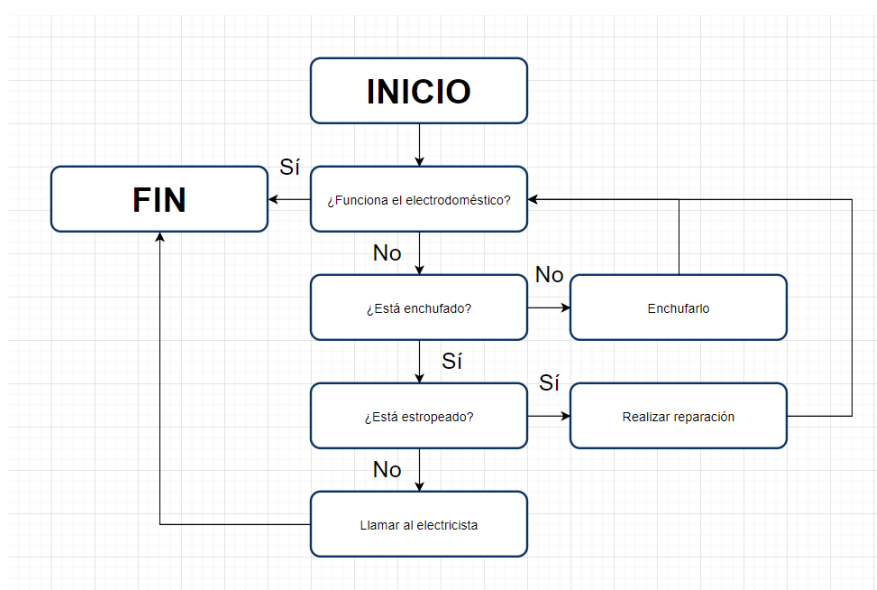 INICIO
Sí
FIN
¿Funciona el electrodoméstico?
No
No
¿Está enchufado?
Enchufarlo
Sí
Sí
¿Está estropeado?
Realizar reparación
No
Llamar al electricista